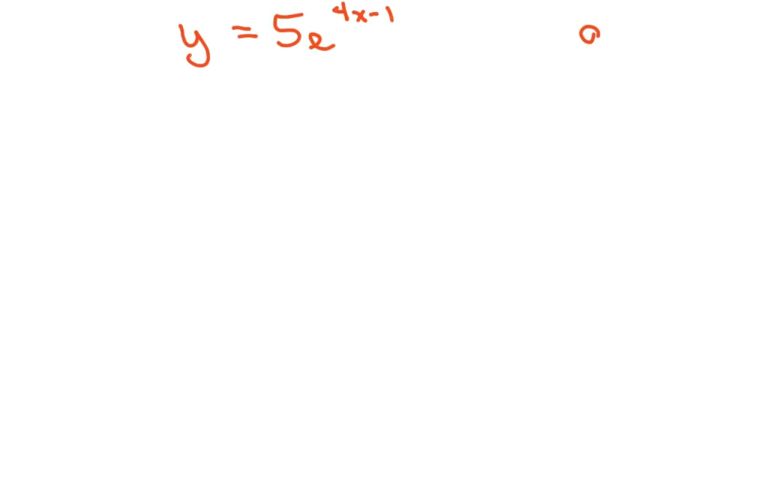 y = 5e^{4x-1}